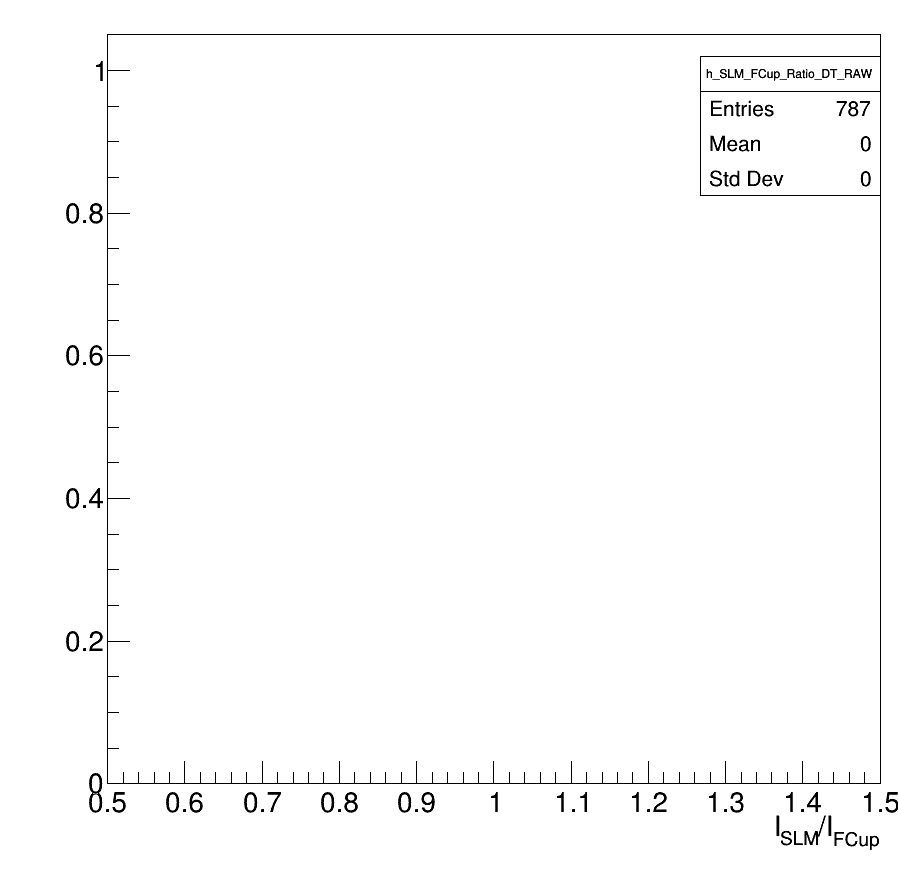 h_SLM_FCup_Ratio_DT_RAW
Entries 787
Mean 0
Std Dev 0
1
0.8
0.6
0.4
0.2
0
0.5 0.6 0.7 0.8 0.9 1 1.1 1.2 1.3 1.4 1.5
I_SLM/I_FCup